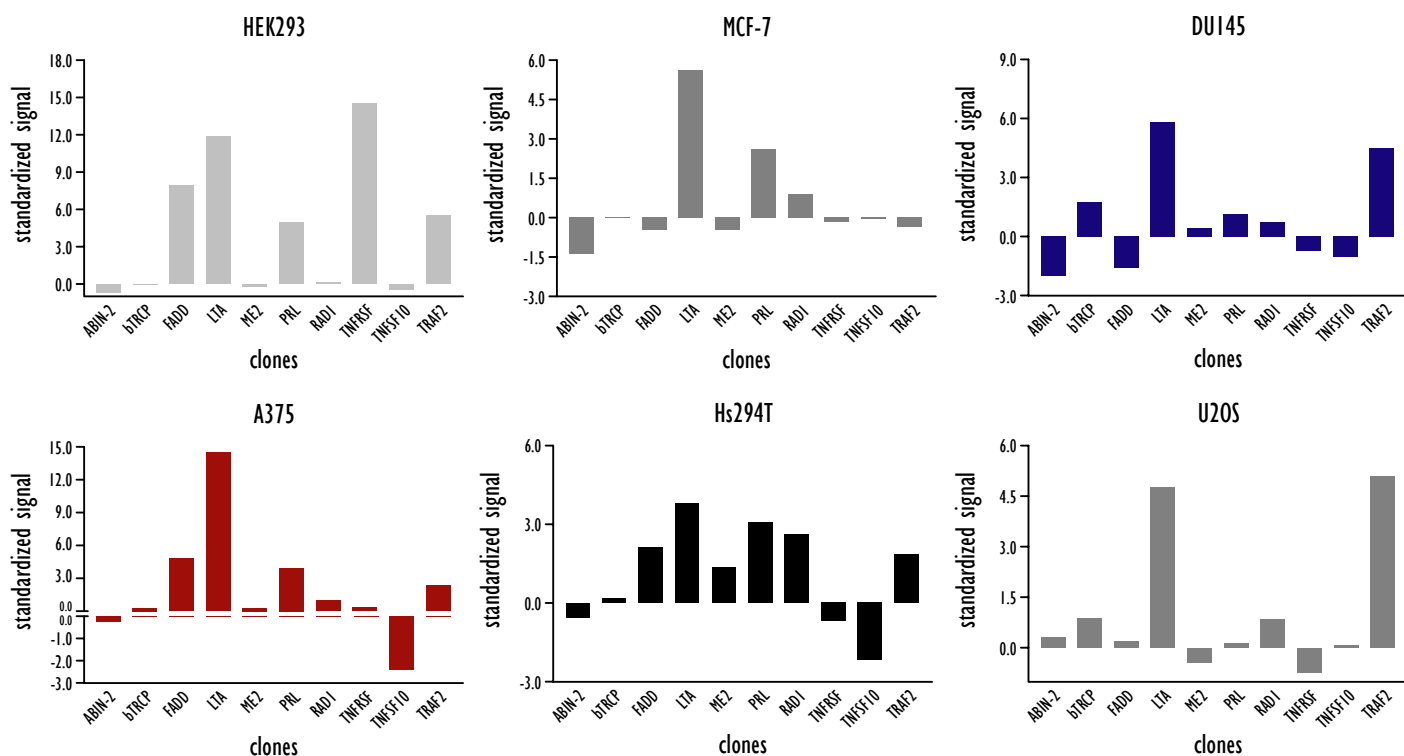 HEK293
standardized signal
18.0
15.0
12.0
9.0
6.0
3.0
0.0
ABIN-2
bTRCP
FADD
LTA
ME2
PRL
RAD1
TNFRSF
TNFSF10
TRAF2
clones
MCF-7
standardized signal
6.0
4.5
3.0
1.5
0.0
-1.5
-3.0
ABIN-2
bTRCP
FADD
LTA
ME2
PRL
RAD1
TNFRSF
TNFSF10
TRAF2
clones
DU145
standardized signal
9.0
6.0
3.0
0.0
-3.0
ABIN-2
bTRCP
FADD
LTA
ME2
PRL
RAD1
TNFRSF
TNFSF10
TRAF2
clones
A375
standardized signal
15.0
12.0
9.0
6.0
3.0
0.0
0.0
-1.0
-2.0
-3.0
ABIN-2
bTRCP
FADD
LTA
ME2
PRL
RAD1
TNFRSF
TNFSF10
TRAF2
clones
Hs294T
standardized signal
6.0
3.0
0.0
-3.0
ABIN-2
bTRCP
FADD
LTA
ME2
PRL
RAD1
TNFRSF
TNFSF10
TRAF2
clones
U2OS
standardized signal
6.0
4.5
3.0
1.5
0.0
ABIN-2
bTRCP
FADD
LTA
ME2
PRL
RAD1
TNFRSF
TNFSF10
TRAF2
clones